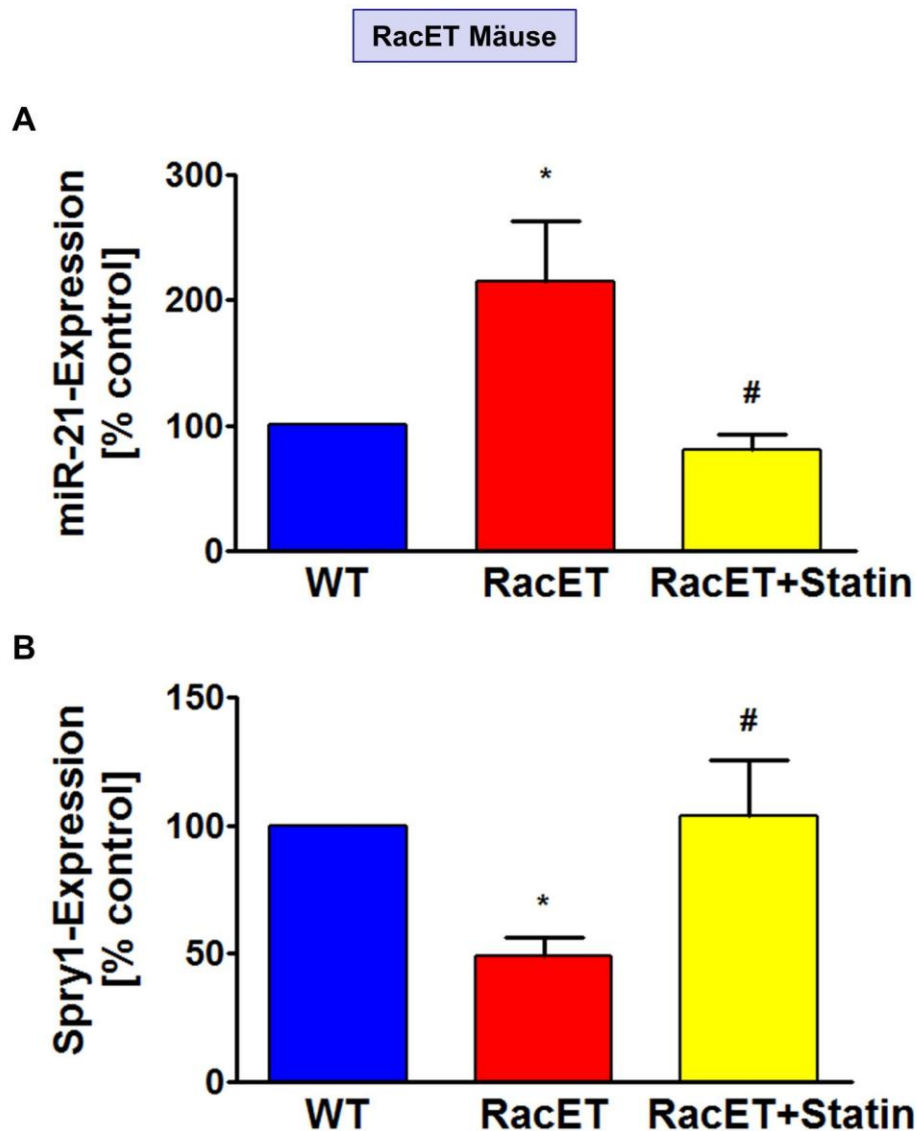 RacET Mäuse
A
miR-21-Expression
[% control]
300
200
100
0
*
#
WT RacET RacET+Statin
B
Spry1-Expression
[% control]
150
100
50
0
*
#
WT RacET RacET+Statin